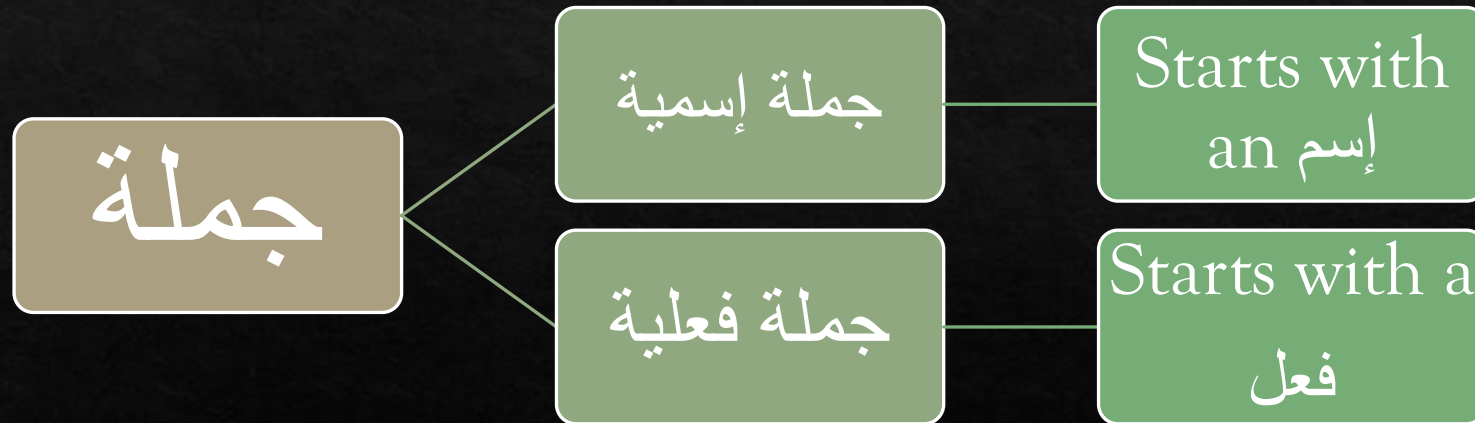 جملة
جملة إسمية
Starts with
an إسم
جملة فعلية
Starts with a
فعل